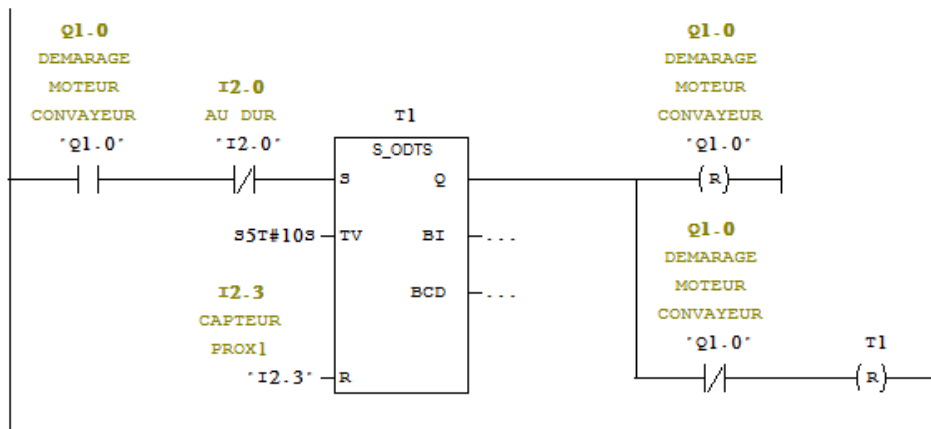 Q1.0
DEMARAGE
MOTEUR
CONVAYEUR
"Q1.0"
I2.0
AU DUR
"I2.0"
T1
S_ODTS
S
Q
S5T#10S
TV
BI
...
BCD
...
I2.3
CAPTEUR
PROX1
"I2.3"
R
Q1.0
DEMARAGE
MOTEUR
CONVAYEUR
"Q1.0"
R
Q1.0
DEMARAGE
MOTEUR
CONVAYEUR
"Q1.0"
T1
R